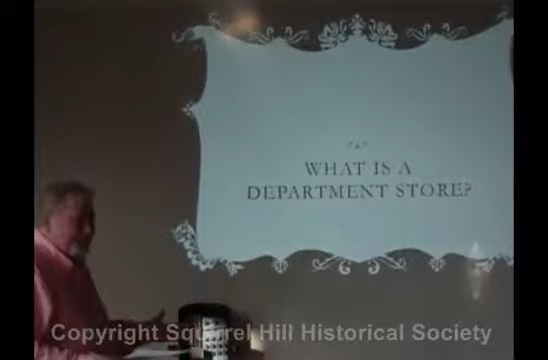 WHAT IS A
DEPARTMENT STORE?
Copyright Squirrel Hill Historical Society